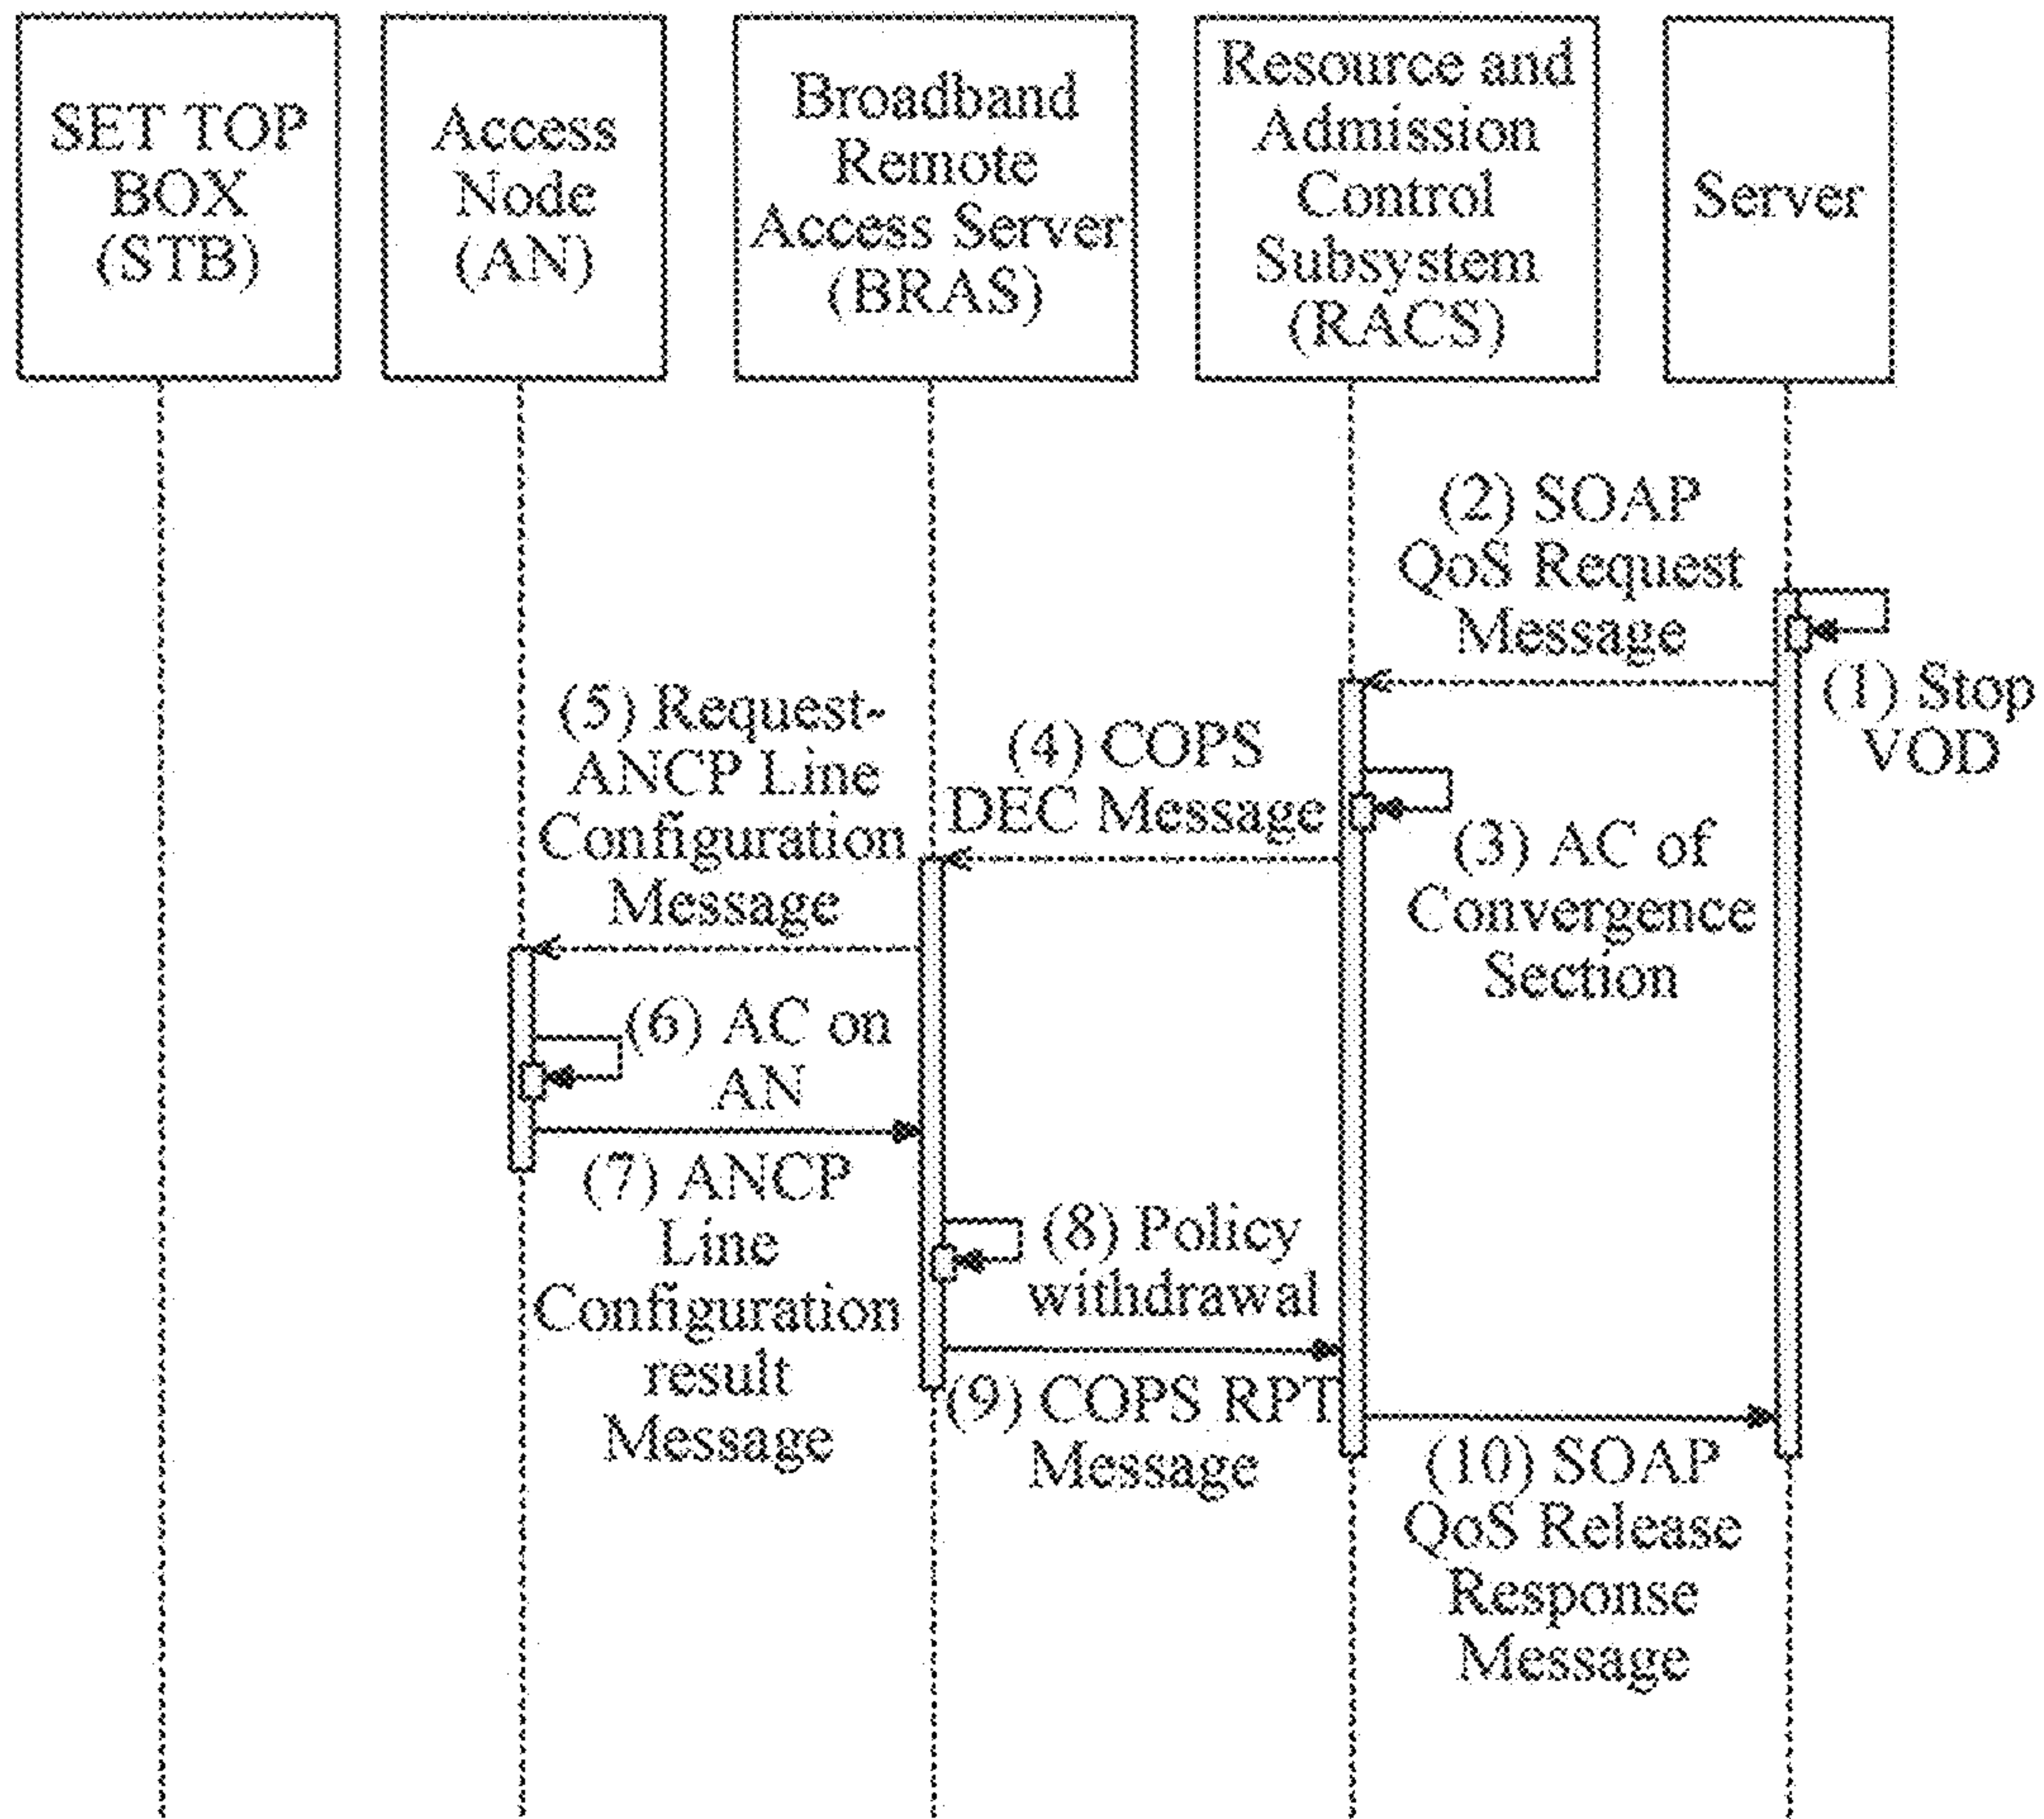 SET TOP
BOX
(STB)
Access
Node
(AN)
Broadband
Remote
Access Server
(BRAS)
Resource and
Admission
Control
Subsystem
(RACS)
Server
(2) SOAP
QoS Request
Message
(1) Stop
VOD
(5) Request-
ANCP Line
Configuration
Message
(4) COPS
DEC Message
(3) AC of
Convergence
Section
(6) AC on
AN
(7) ANCP
Line
Configuration
result
Message
(8) Policy
withdrawal
(9) COPS RPT
Message
(10) SOAP
QoS Release
Response
Message